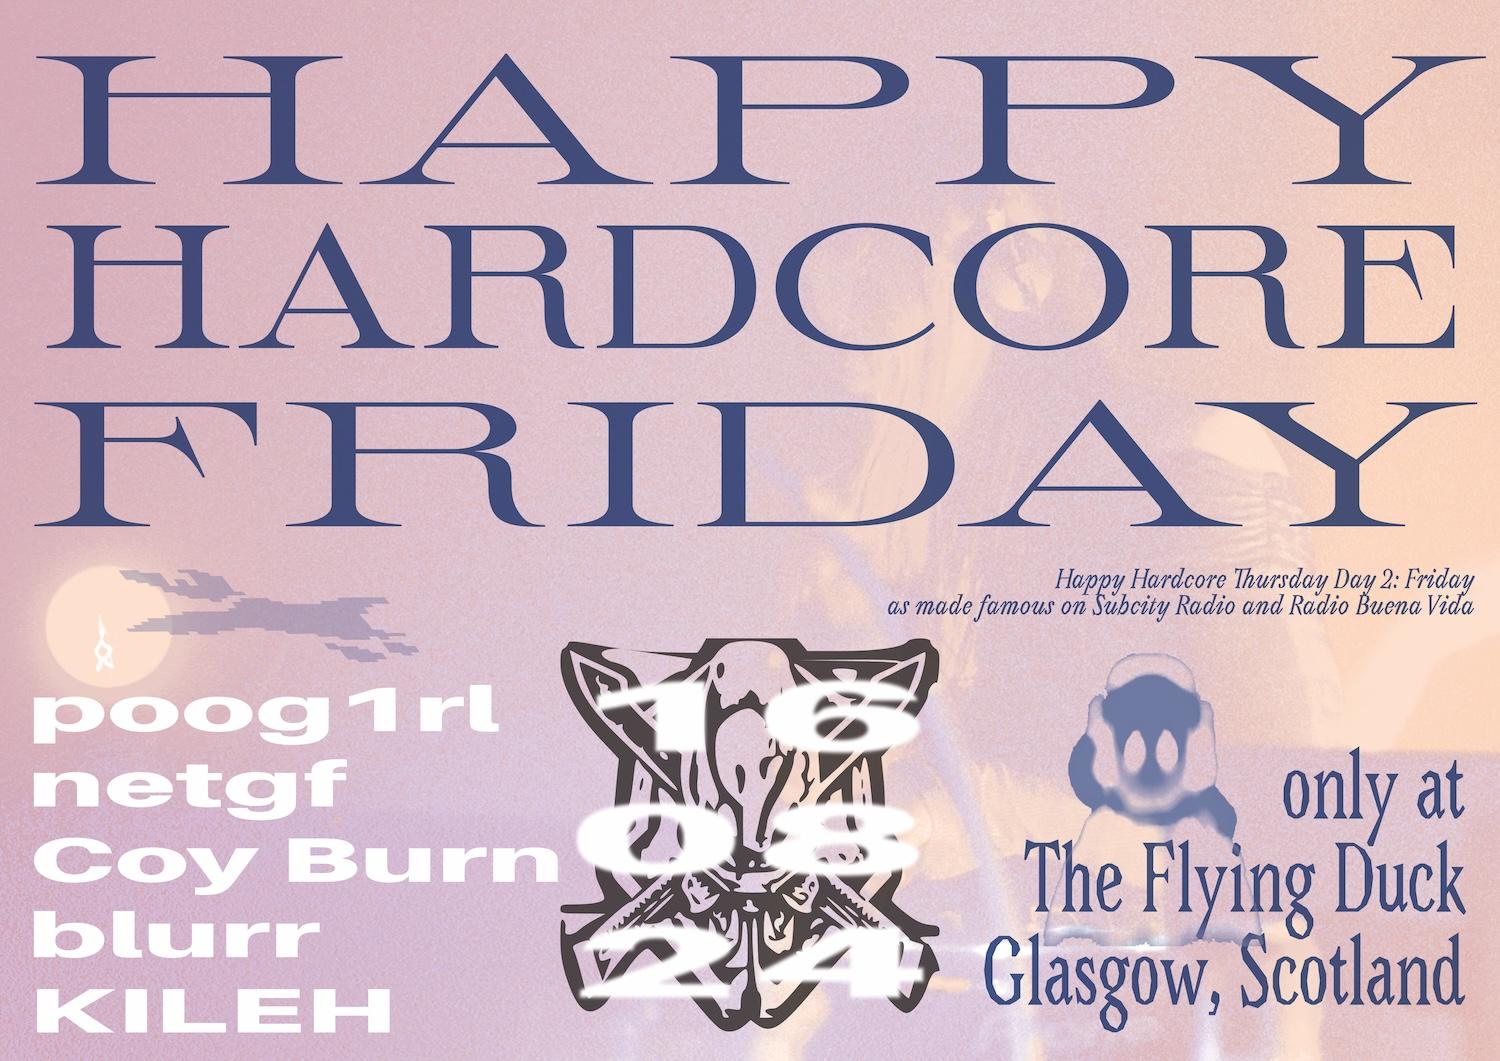 HAPPY
HARDCORE
FRIDAY
Happy Hardcore Thursday Day 2: Friday
as made famous on Subcity Radio and Radio Buena Vida
poog1rl
netgf
Coy Burn
blurr
KILEH
16
08
24
only at
The Flying Duck
Glasgow, Scotland